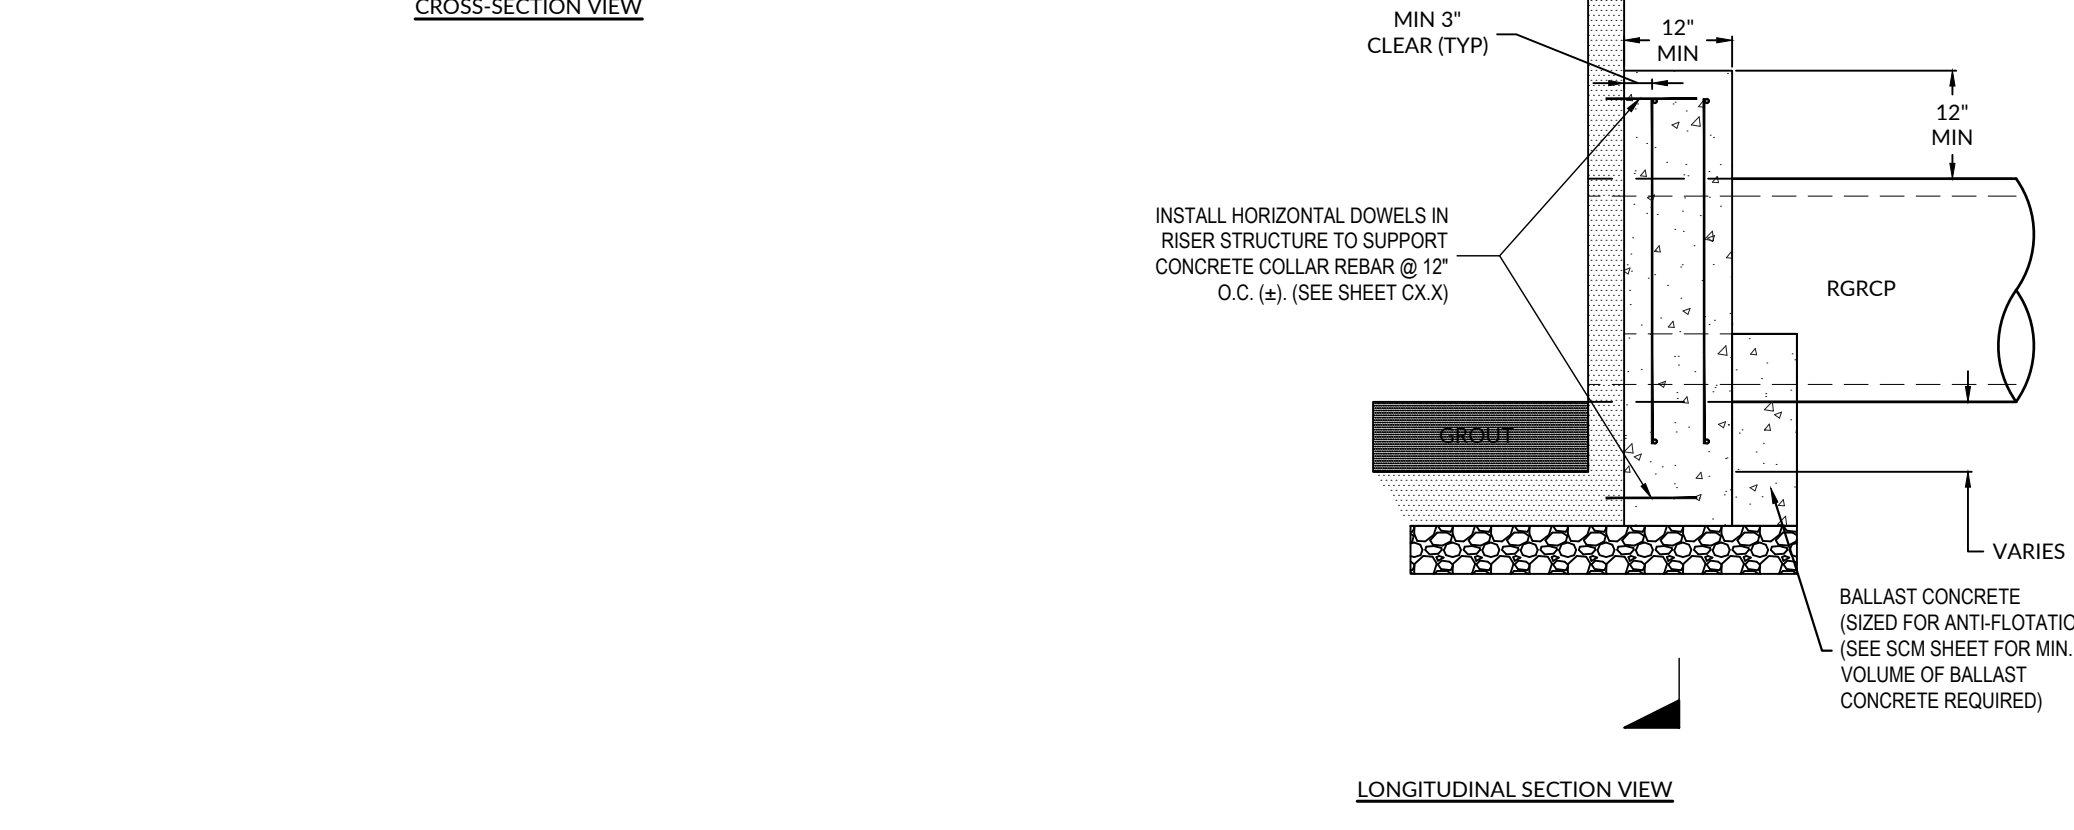 CROSS-SECTION VIEW
MIN 3"
CLEAR (TYP)
12"
MIN
12"
MIN
INSTALL HORIZONTAL DOWELS IN
RISER STRUCTURE TO SUPPORT
CONCRETE COLLAR REBAR @ 12"
O.C. (±). (SEE SHEET CX.X)
RGRCP
GROUT
VARIES
BALLAST CONCRETE
(SIZED FOR ANTI-FLOTATIO
(SEE SCM SHEET FOR MIN.
VOLUME OF BALLAST
CONCRETE REQUIRED)
LONGITUDINAL SECTION VIEW